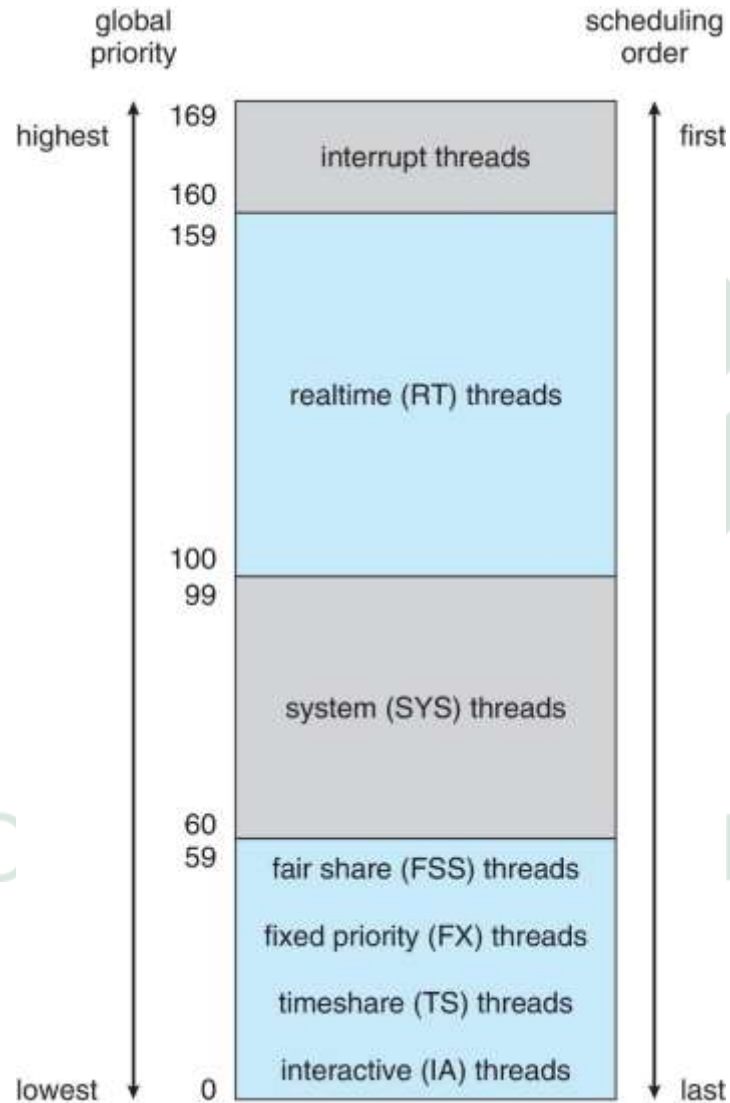 global
priority
scheduling
order
highest
169
interrupt threads
first
160
159
realtime (RT) threads
100
99
system (SYS) threads
60
59
fair share (FSS) threads
fixed priority (FX) threads
timeshare (TS) threads
interactive (IA) threads
lowest
0
last